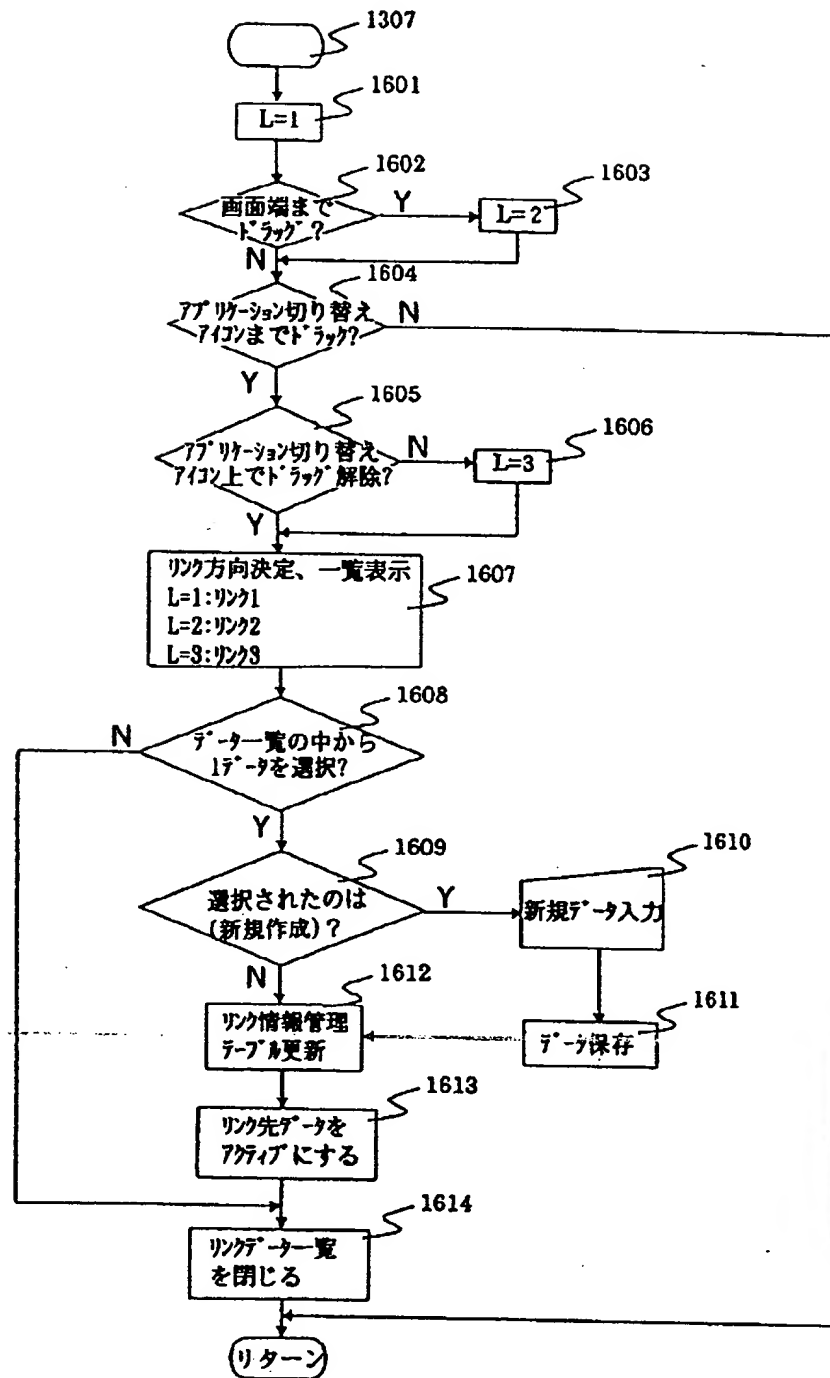 1307
1601
L=1
1602
画面端まで
ドラッグ?
Y
1603
L=2
N
1604
アプリケーション切り替え
アイコンまでドラック?
N
Y
1605
アプリケーション切り替え
アイコン上でドラッグ解除?
N
1606
L=3
Y
リンク方向決定、一覧表示
L=1:リンク1
L=2:リンク2
L=3:リンク3
1607
1608
データ一覧の中から
1データを選択?
N
Y
1609
選択されたのは
(新規作成)?
Y
1610
新規データ入力
N
1612
リンク情報管理
テーブル更新
1611
データ保存
1613
リンク先データを
アクティブにする
1614
リンクデータ一覧
を閉じる
リターン